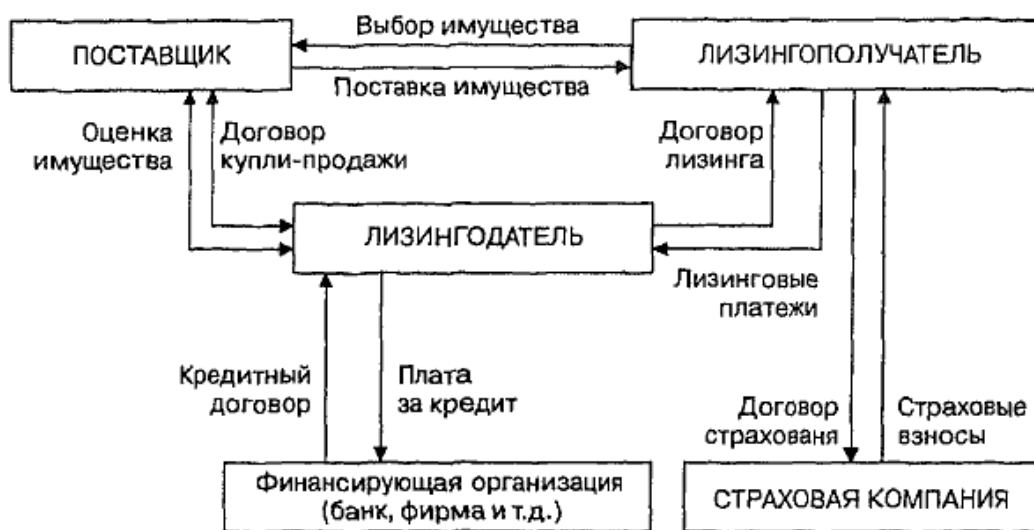 Выбор имущества
ПОСТАВЩИК
ЛИЗИНГОПОЛУЧАТЕЛЬ
Поставка имущества
Оценка
имущества
Договор
купли-продажи
Договор
лизинга
ЛИЗИНГОДАТЕЛЬ
Лизинговые
платежи
Кредитный
договор
Плата
за кредит
Договор
страхованя
Страховые
взносы
Финансирующая организация
(банк, фирма и т.д.)
СТРАХОВАЯ КОМПАНИЯ